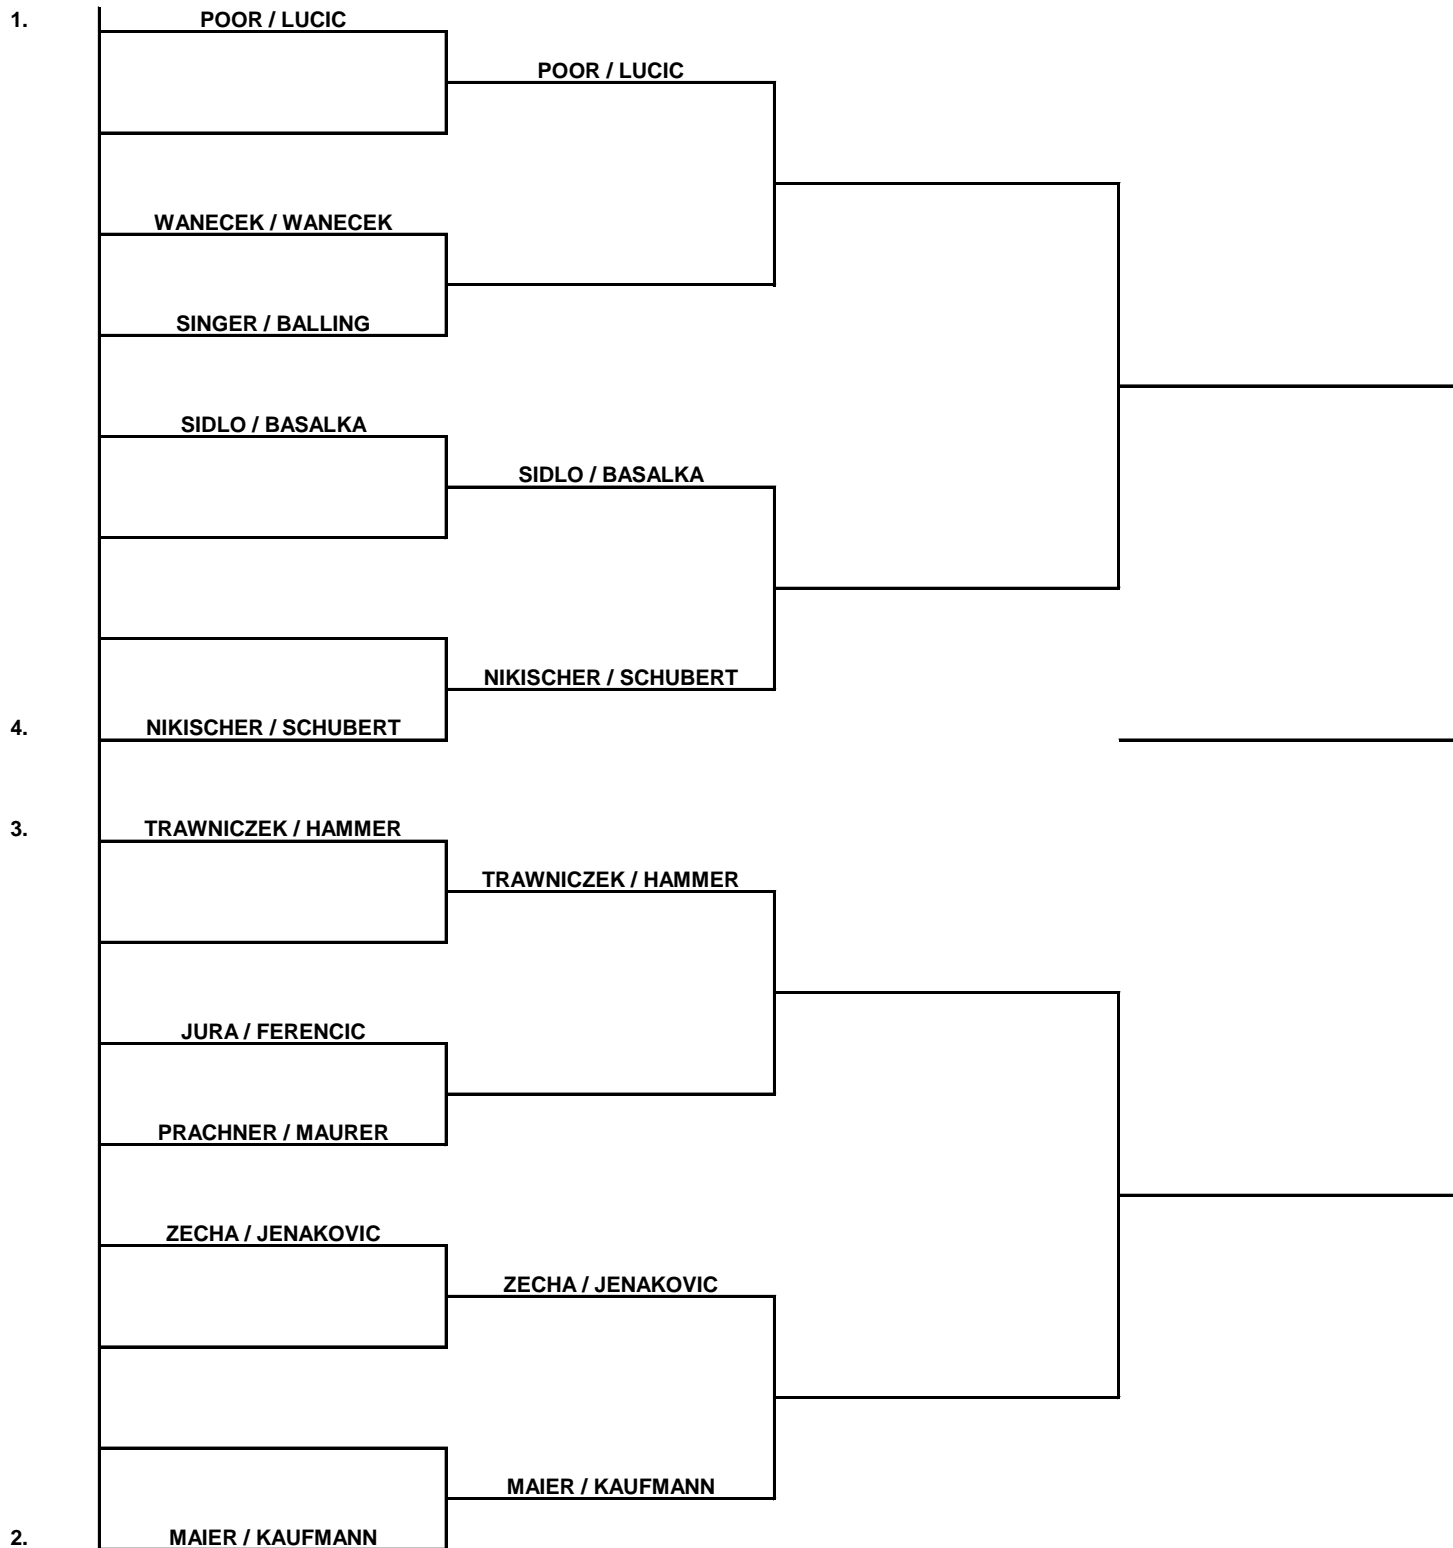 1. POOR / LUCIC
POOR / LUCIC
WANECEK / WANECEK
SINGER / BALLING
SIDLO / BASALKA
SIDLO / BASALKA
NIKISCHER / SCHUBERT
4. NIKISCHER / SCHUBERT
3. TRAWNICZEK / HAMMER
TRAWNICZEK / HAMMER
JURA / FERENCIC
PRACHNER / MAURER
ZECHA / JENAKOVIC
ZECHA / JENAKOVIC
MAIER / KAUFMANN
2. MAIER / KAUFMANN